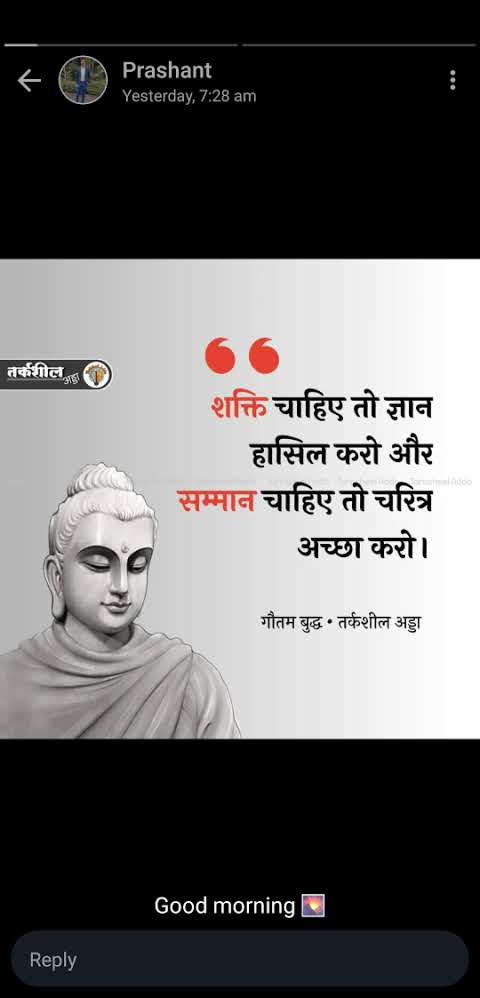 Prashant
Yesterday, 7:28 am
तर्कशील अड्डा
शक्ति चाहिए तो ज्ञान
हासिल करो और
सम्मान चाहिए तो चरित्र
अच्छा करो।
गौतम बुद्ध • तर्कशील अड्डा
Good morning 🌄
Reply